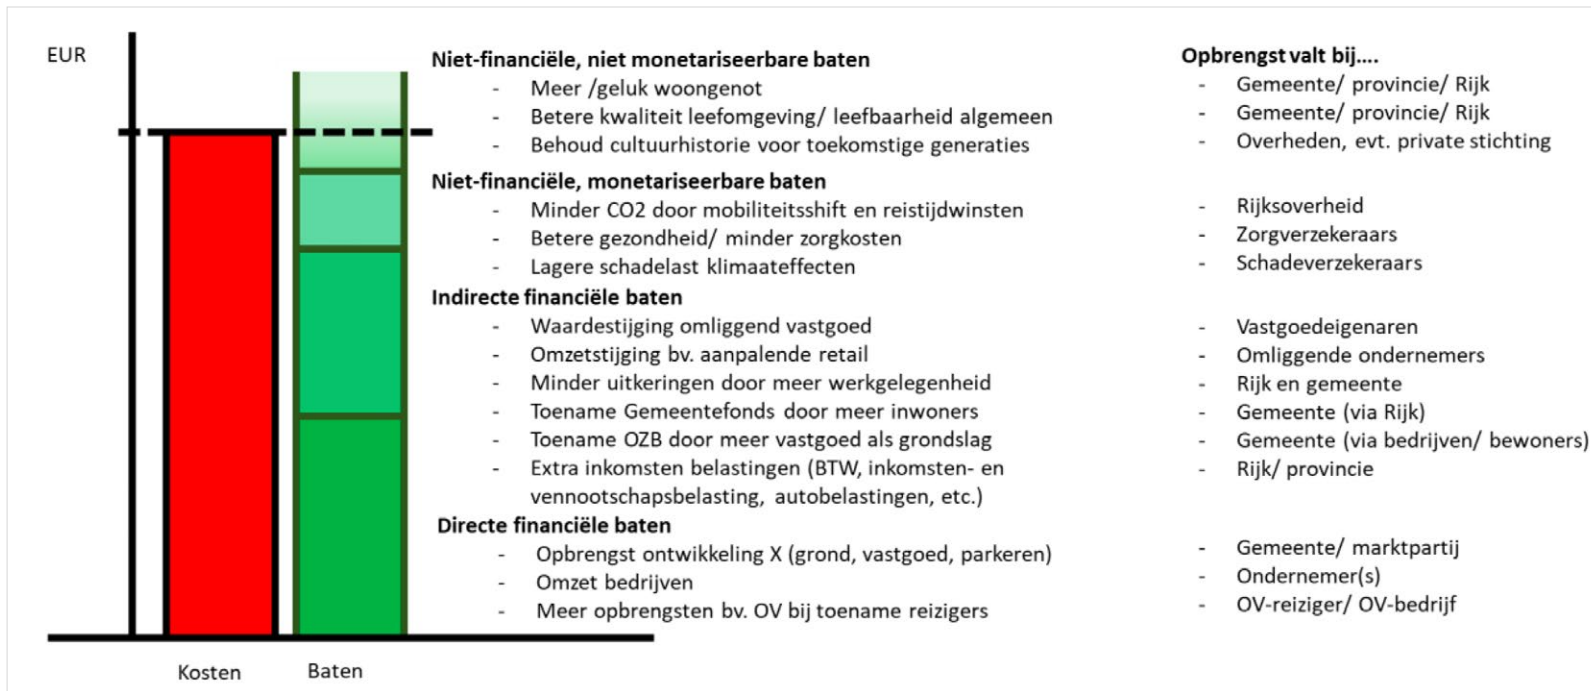 EUR
Niet-financiële, niet monetariseerbare baten
- Meer /geluk woongenot
- Betere kwaliteit leefomgeving/ leefbaarheid algemeen
- Behoud cultuurhistorie voor toekomstige generaties
Niet-financiële, monetariseerbare baten
- Minder CO2 door mobiliteitsshift en reistijdwinsten
- Betere gezondheid/ minder zorgkosten
- Lagere schadelast klimaateffecten
Indirecte financiële baten
- Waardestijging omliggend vastgoed
- Omzetstijging bv. aanpalende retail
- Minder uitkeringen door meer werkgelegenheid
- Toename Gemeentefonds door meer inwoners
- Toename OZB door meer vastgoed als grondslag
- Extra inkomsten belastingen (BTW, inkomsten- en
vennootschapsbelasting, autobelastingen, etc.)
Directe financiële baten
- Opbrengst ontwikkeling X (grond, vastgoed, parkeren)
- Omzet bedrijven
- Meer opbrengsten bv. OV bij toename reizigers
Opbrengst valt bij....
- Gemeente/ provincie/ Rijk
- Gemeente/ provincie/ Rijk
- Overheden, evt. private stichting
- Rijksoverheid
- Zorgverzekeraars
- Schadeverzekeraars
- Vastgoedeigenaren
- Omliggende ondernemers
- Rijk en gemeente
- Gemeente (via Rijk)
- Gemeente (via bedrijven/ bewoners)
- Rijk/ provincie
- Gemeente/ marktpartij
- Ondernemer(s)
- OV-reiziger/ OV-bedrijf
Kosten
Baten